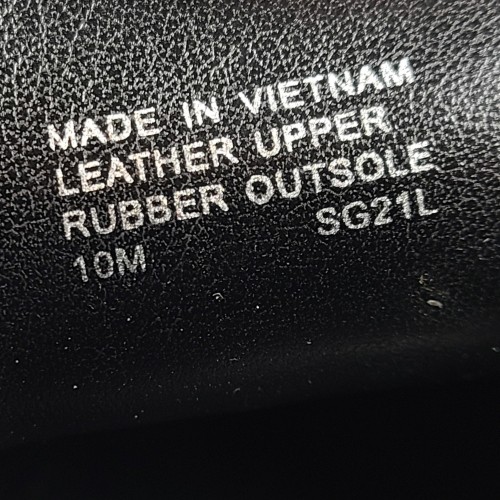 MADE IN VIETNAM
LEATHER UPPER
RUBBER OUTSOLE
10M SG21L